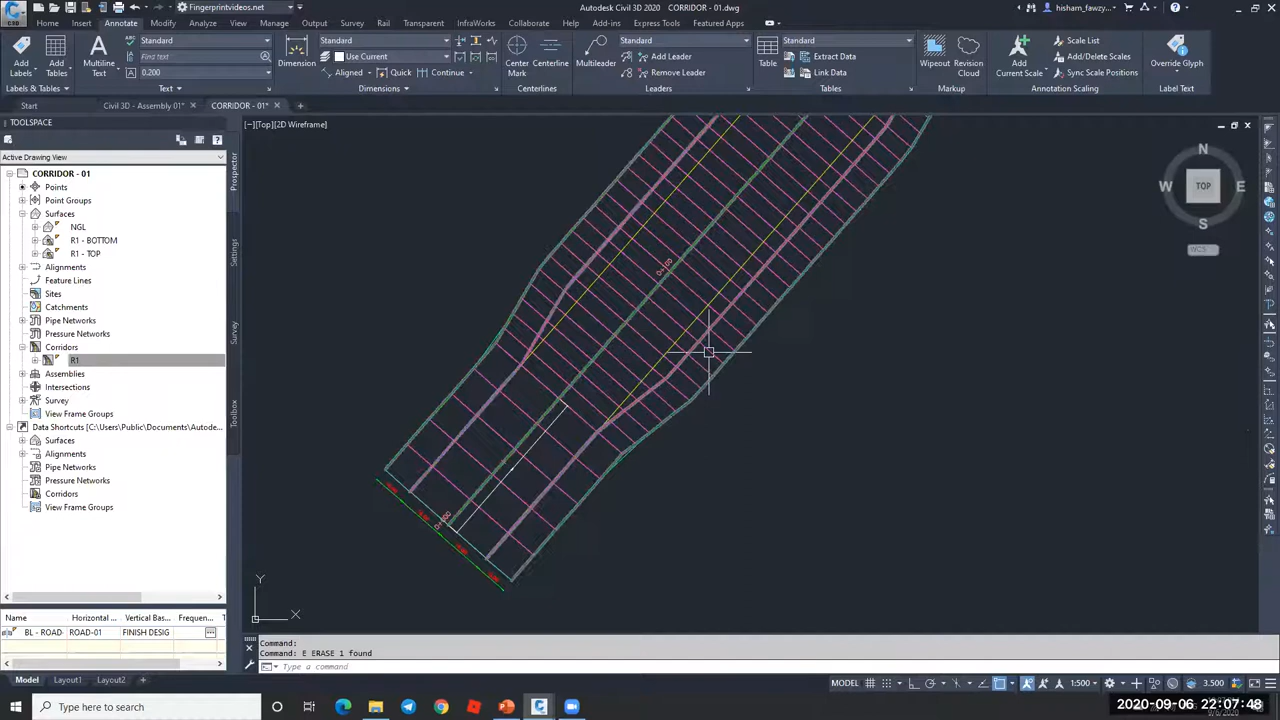 Fingerprintvideos.net
Autodesk Civil 3D 2020 CORRIDOR - 01.dwg
hisham_fawzy...
Home Insert Annotate Modify Analyze View Manage Output Survey Rail Transparent InfraWorks Collaborate Help Add-ins Express Tools Featured Apps
Add Labels
Add Tables
Labels & Tables
Multiline Text
ABC
Standard
Find text
0.200
Text
Dimension
Standard
Use Current
Aligned
Quick
Continue
Dimensions
Center Mark
Centerline
Centerlines
Multileader
Standard
Add Leader
Remove Leader
Leaders
Table
Standard
Extract Data
Link Data
Tables
Wipeout
Revision Cloud
Markup
Add Current Scale
Scale List
Add/Delete Scales
Sync Scale Positions
Annotation Scaling
Override Glyph
Label Text
Start
Civil 3D - Assembly 01*
CORRIDOR - 01*
TOOLSPACE
Active Drawing View
CORRIDOR - 01
Points
Point Groups
Surfaces
NGL
R1 - BOTTOM
R1 - TOP
Alignments
Feature Lines
Sites
Catchments
Pipe Networks
Pressure Networks
Corridors
R1
Assemblies
Intersections
Survey
View Frame Groups
Data Shortcuts [C:\Users\Public\Documents\Autode...
Surfaces
Alignments
Pipe Networks
Pressure Networks
Corridors
View Frame Groups
Prospector
Settings
Survey
Toolbox
Name Horizontal ... Vertical Bas... Frequen...
BL - ROAD- ROAD-01 FINISH DESIG ...
[−][Top][2D Wireframe]
N
W TOP E
S
WCS
Y
X
Command:
Command: E ERASE 1 found
Type a command
Model Layout1 Layout2
MODEL
1:500
3.500
Type here to search
2020-09-06 22:07:48